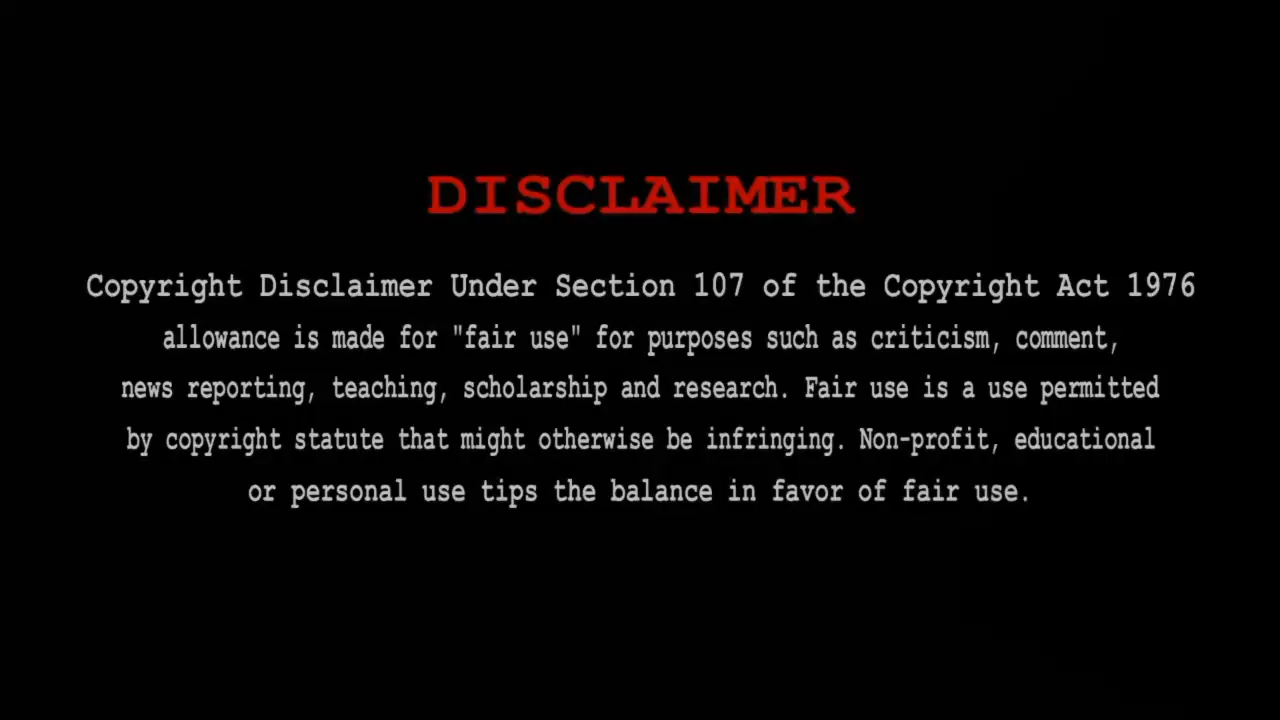 DISCLAIMER
Copyright Disclaimer Under Section 107 of the Copyright Act 1976
allowance is made for "fair use" for purposes such as criticism, comment,
news reporting, teaching, scholarship and research. Fair use is a use permitted
by copyright statute that might otherwise be infringing. Non-profit, educational
or personal use tips the balance in favor of fair use.